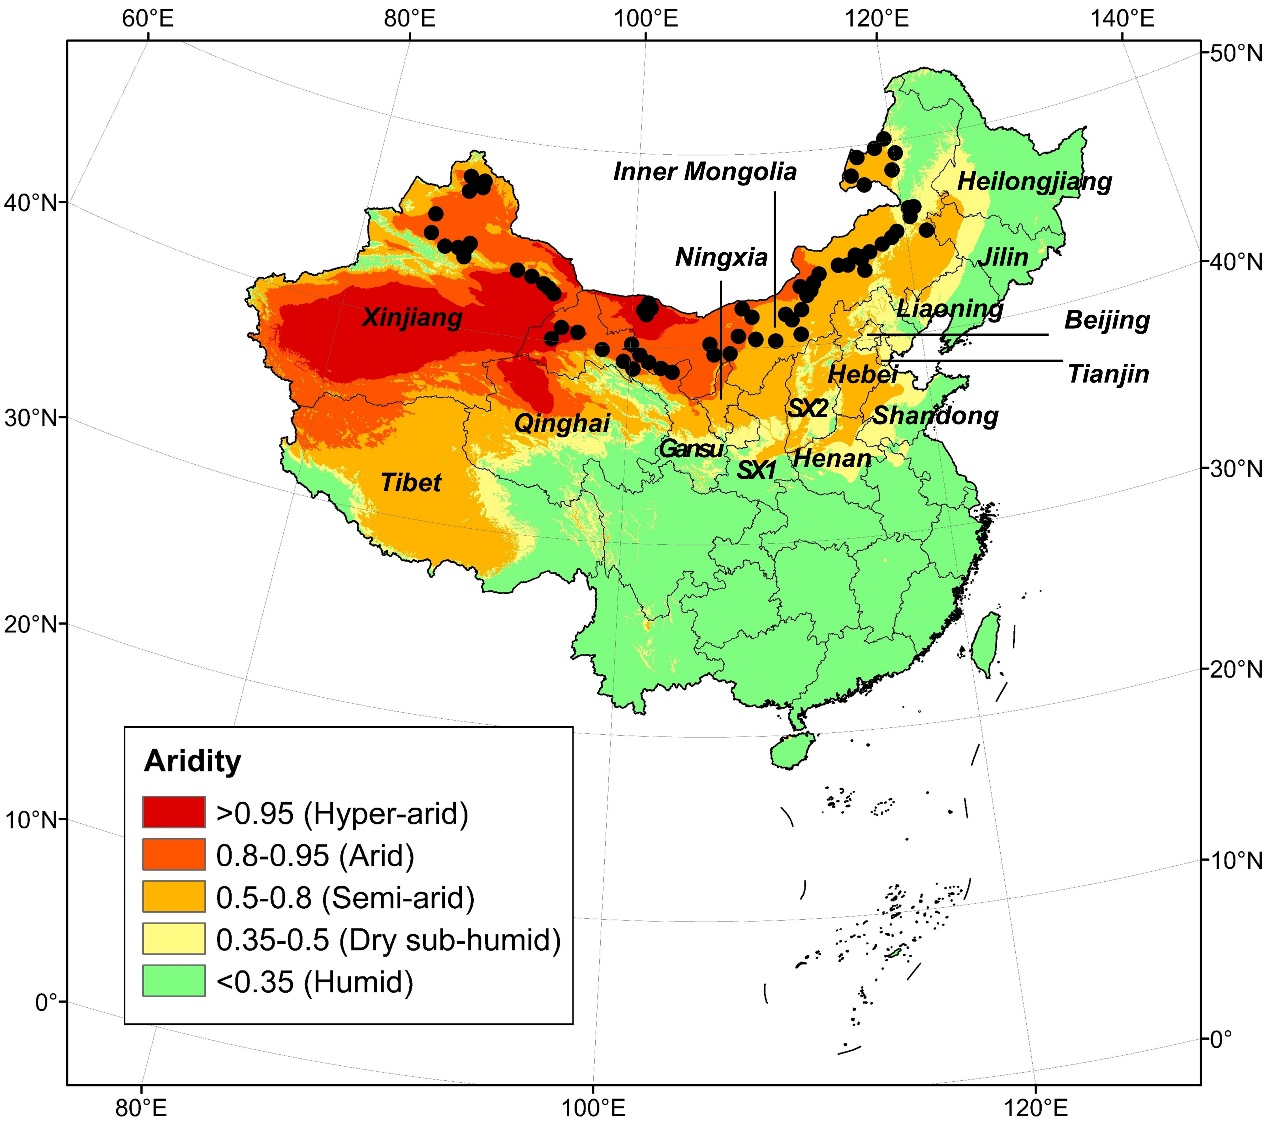 60°E
80°E
100°E
120°E
140°E
50°N
40°N
40°N
30°N
30°N
20°N
20°N
10°N
10°N
0°
0°
80°E
100°E
120°E
Inner Mongolia
Heilongjiang
Ningxia
Jilin
Xinjiang
Liaoning
Beijing
Tianjin
Hebei
SX2
Shandong
Qinghai
Gansu
SX1
Henan
Tibet
Aridity
>0.95 (Hyper-arid)
0.8-0.95 (Arid)
0.5-0.8 (Semi-arid)
0.35-0.5 (Dry sub-humid)
<0.35 (Humid)